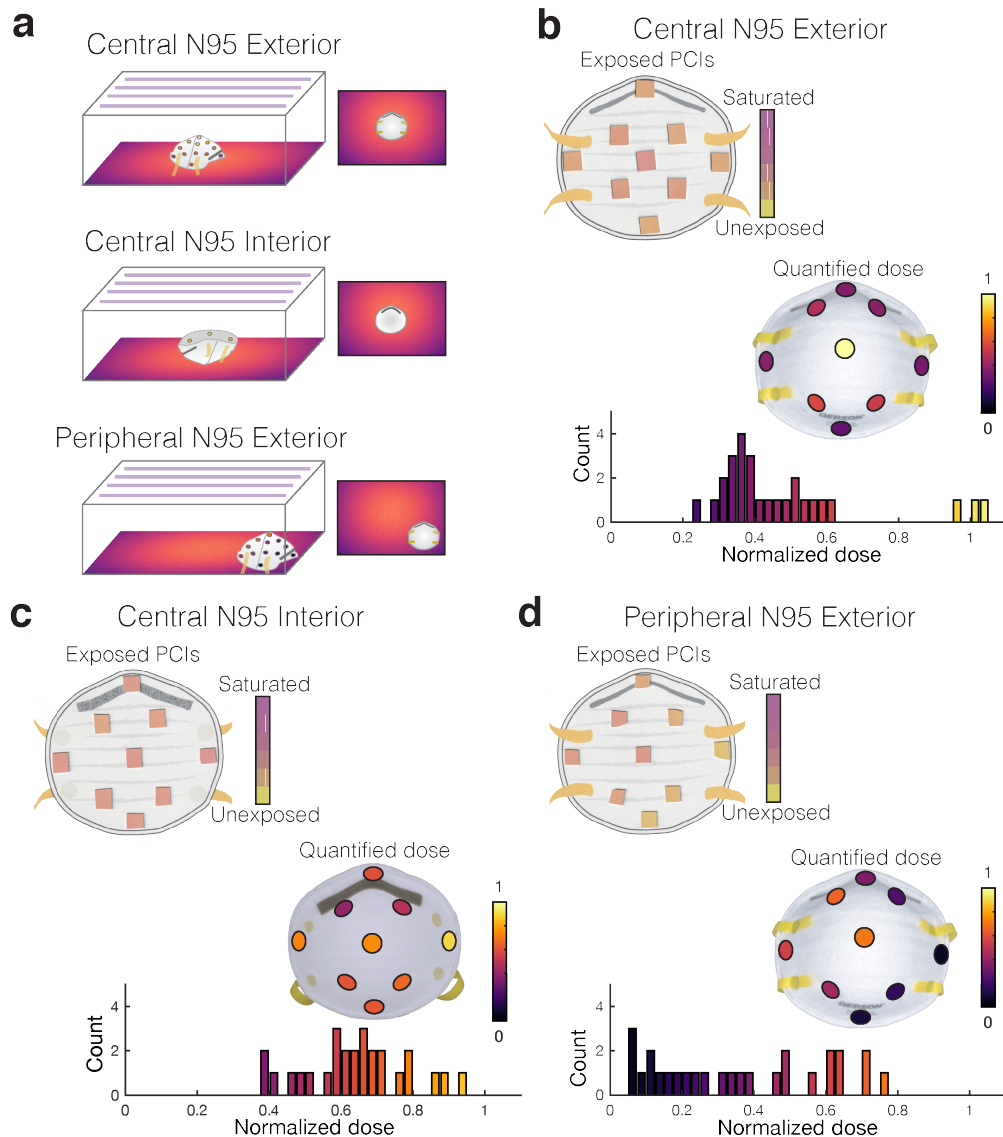 a
Central N95 Exterior
Central N95 Interior
Peripheral N95 Exterior
b
Central N95 Exterior
Exposed PCIs
Saturated
Unexposed
Quantified dose
1
0
GERSON
Count
4
2
0
0 0.2 0.4 0.6 0.8 1
Normalized dose
c
Central N95 Interior
Exposed PCIs
Saturated
Unexposed
Quantified dose
1
0
Count
4
2
0
0 0.2 0.4 0.6 0.8 1
Normalized dose
d
Peripheral N95 Exterior
Exposed PCIs
Saturated
Unexposed
Quantified dose
1
0
GERSON
Count
4
2
0
0 0.2 0.4 0.6 0.8 1
Normalized dose